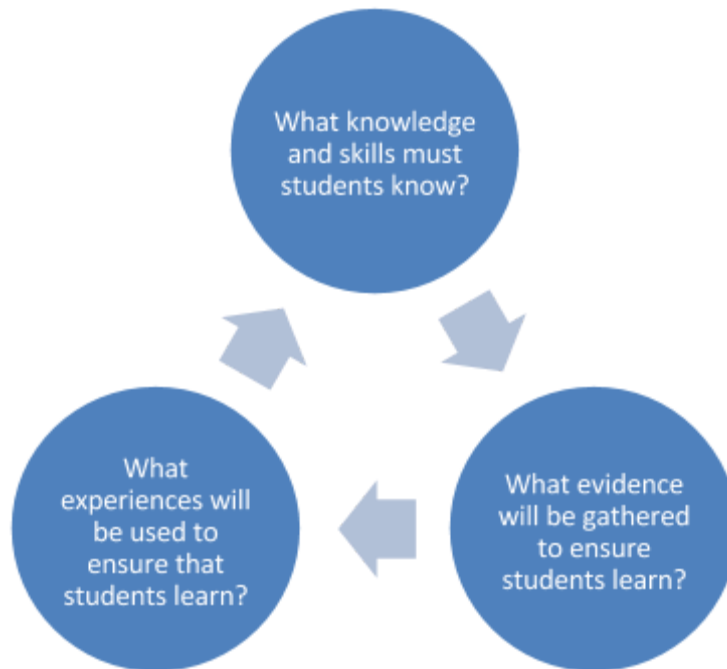 What knowledge
and skills must
students know?
What evidence
will be gathered
to ensure
students learn?
What
experiences will
be used to
ensure that
students learn?